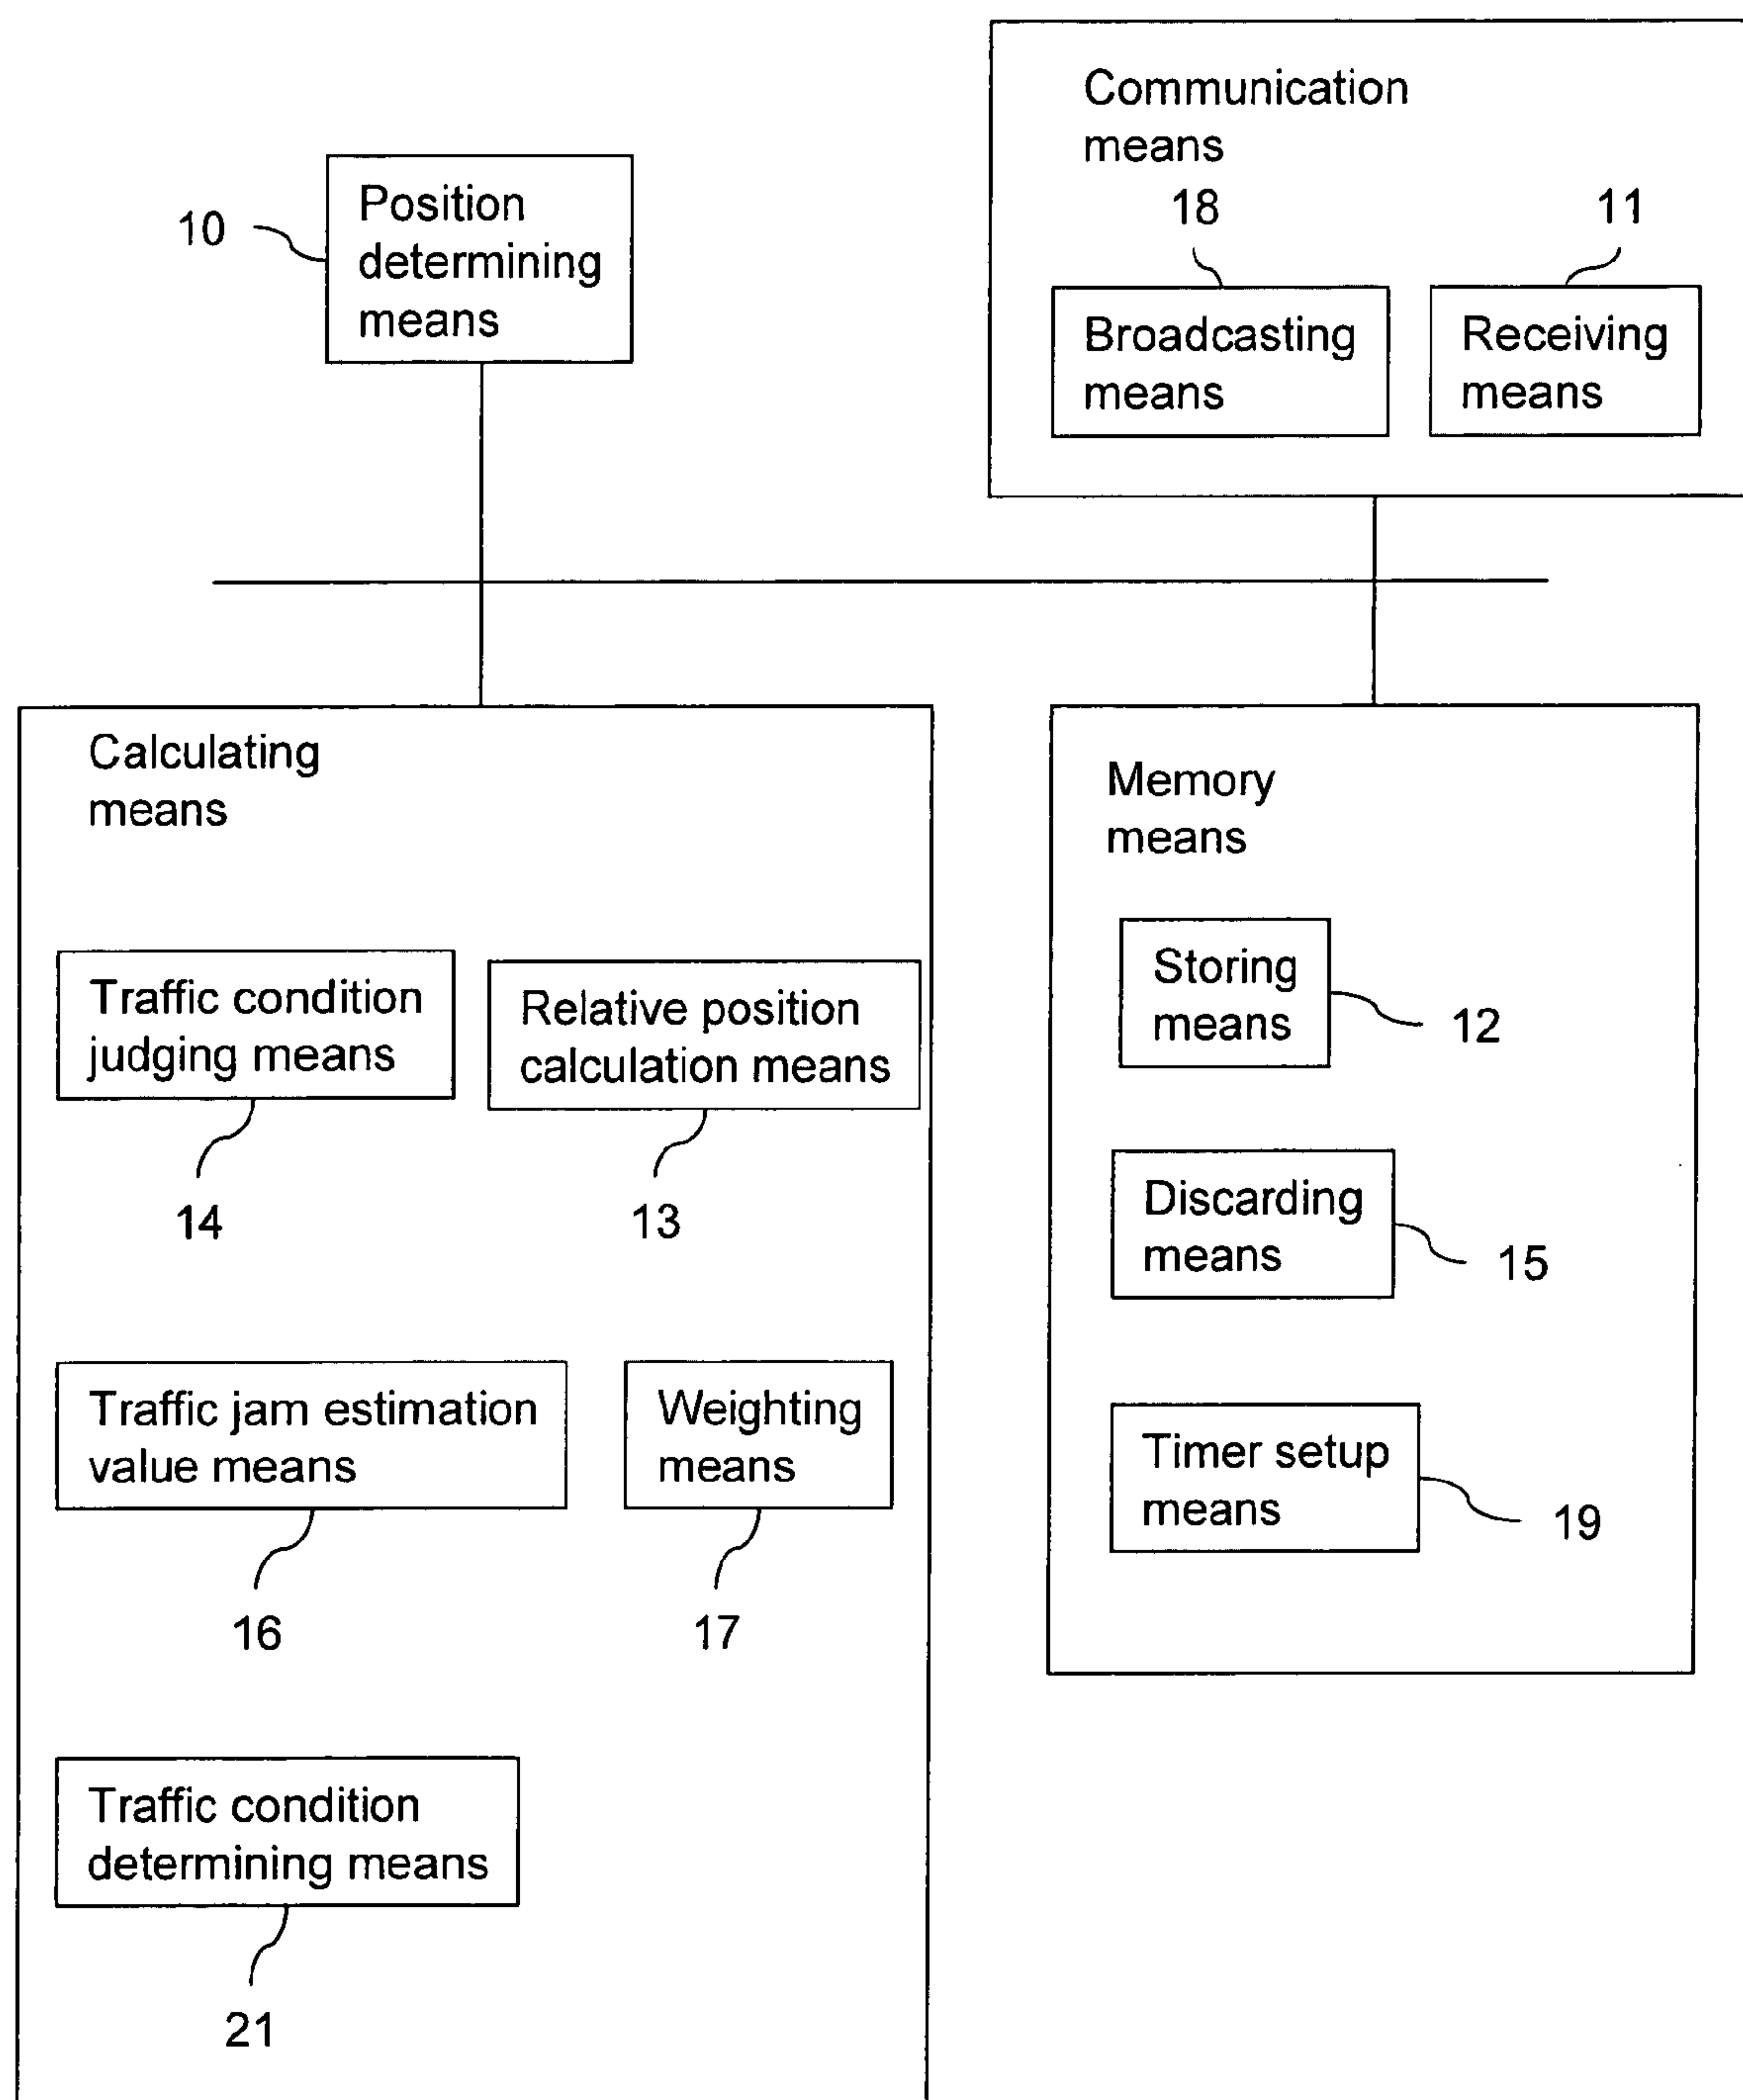 Communication
means
18
11
Broadcasting
means
Receiving
means
10
Position
determining
means
Calculating
means
Traffic condition
judging means
14
Relative position
calculation means
13
Traffic jam estimation
value means
16
Weighting
means
17
Traffic condition
determining means
21
Memory
means
Storing
means
12
Discarding
means
15
Timer setup
means
19